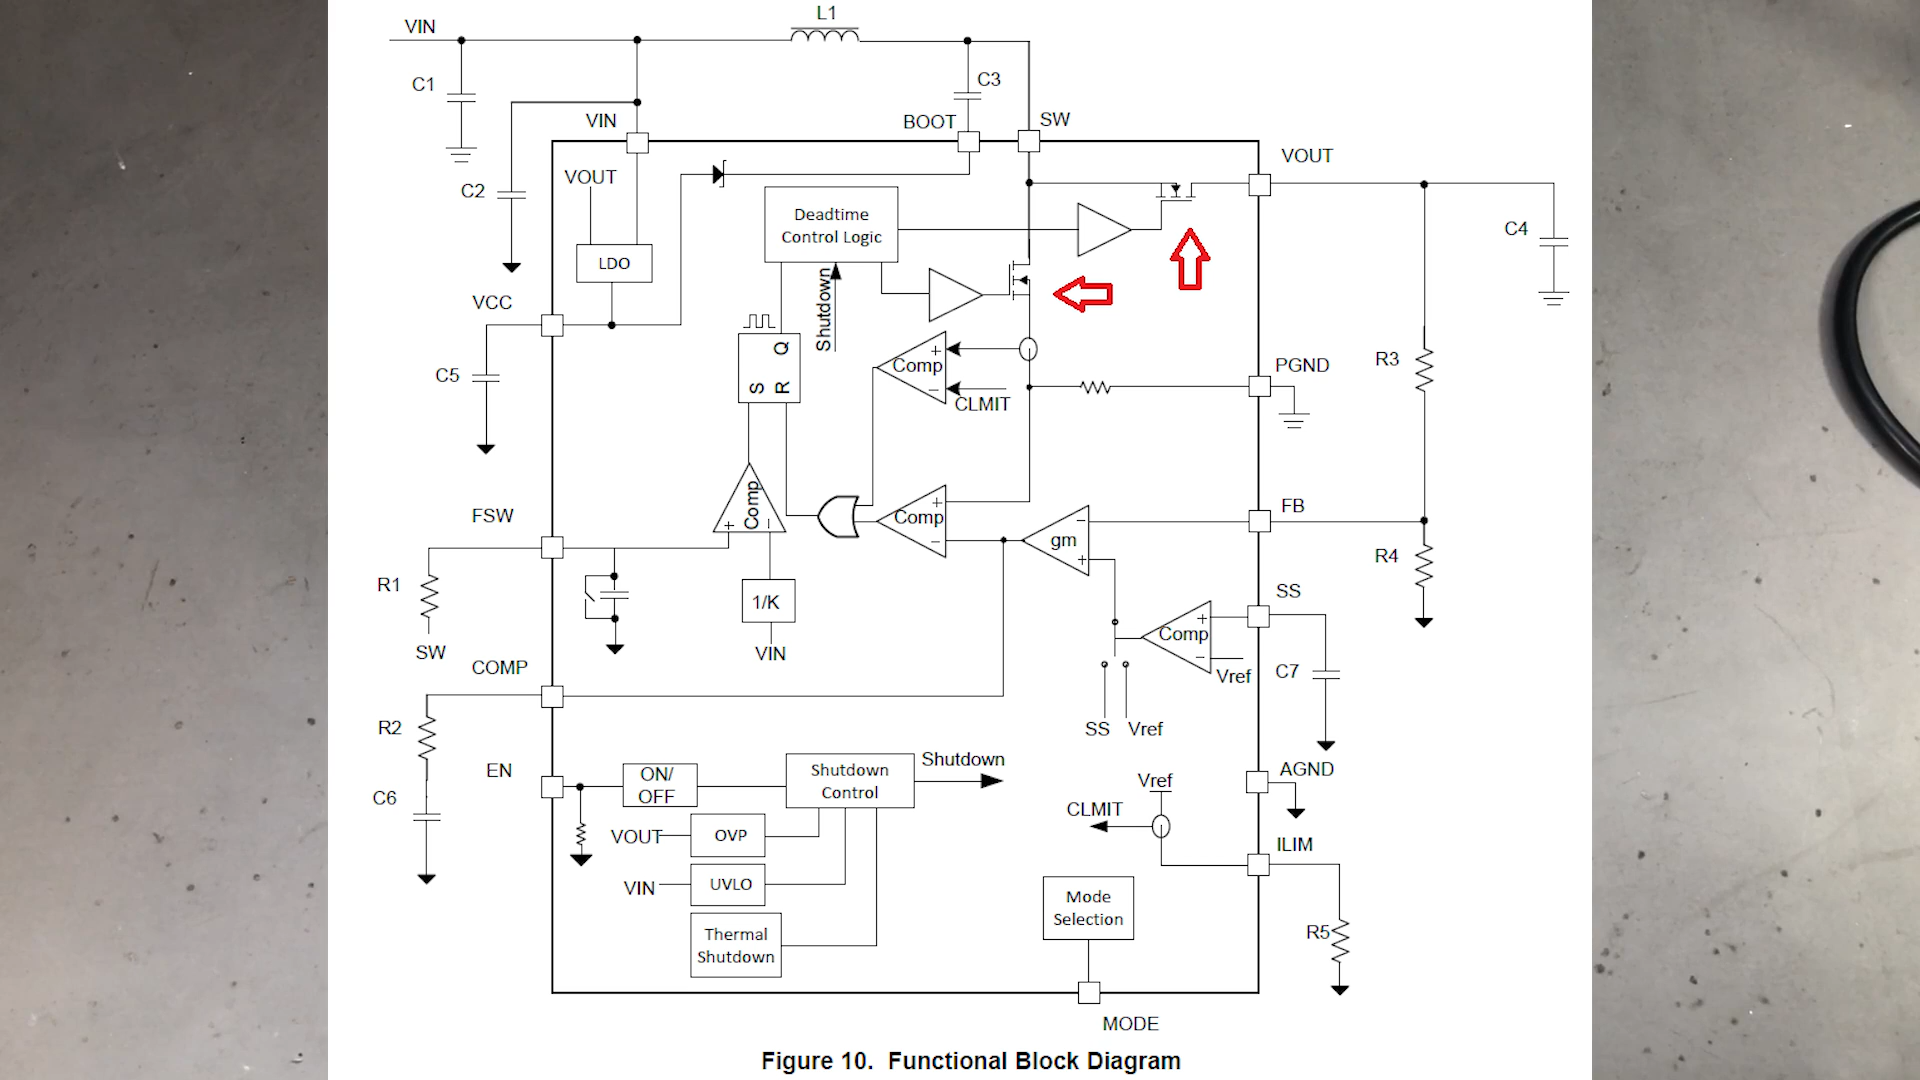 VIN
L1
C1
C3
VIN
BOOT
SW
VOUT
VOUT
C2
Deadtime
Control Logic
C4
LDO
Shutdown
VCC
Q
S
R
Comp
+
−
CLMIT
PGND
R3
C5
FSW
Comp
+
−
Comp
+
−
gm
−
+
FB
R4
R1
SW
1/K
VIN
SS
Comp
+
−
Vref
C7
SS
Vref
COMP
R2
C6
EN
ON/
OFF
Shutdown
Control
Shutdown
VOUT
OVP
VIN
UVLO
Thermal
Shutdown
Vref
CLMIT
AGND
ILIM
R5
Mode
Selection
MODE
Figure 10. Functional Block Diagram